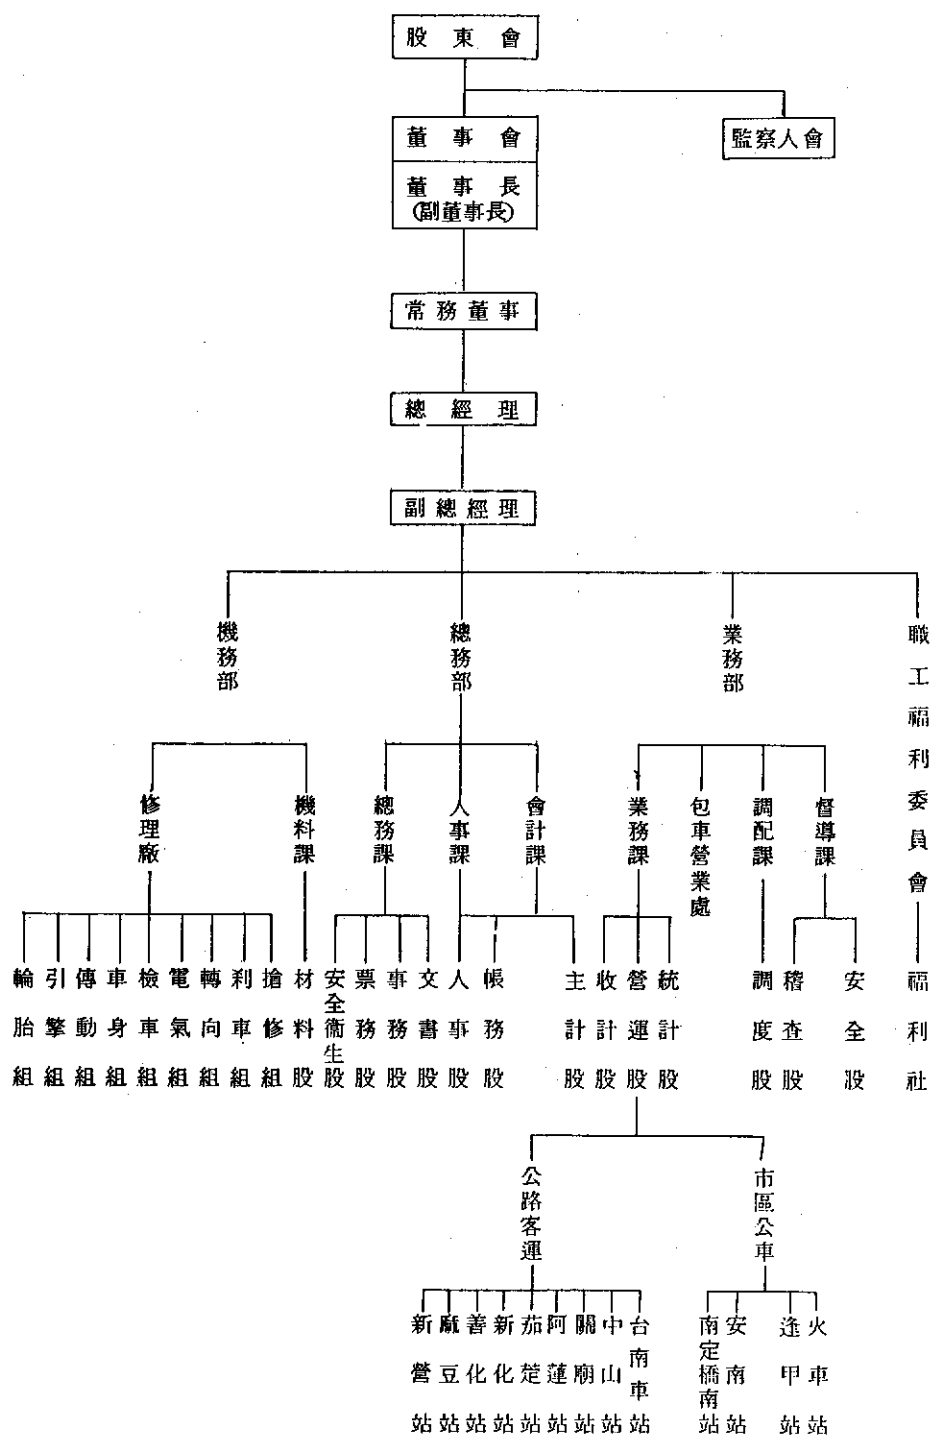 股東會
董事會
監察人會
董事長
(副董事長)
常務董事
總經理
副總經理
機務部
總務部
業務部
職工福利委員會
修理廠
機料課
總務課
人事課
會計課
業務課
包車營業處
調配課
督導課
輪胎組
引擎組
傳動組
車身組
檢車組
電氣組
轉向組
剎車組
搶修組
材料股
安全衞生股
票務股
事務股
文書股
人事股
帳務股
主計股
收計股
營運股
統計股
調度股
稽查股
安全股
福利社
公路客運
市區公車
新營站
麻豆站
善化站
新化站
茄萣站
阿蓮站
關廟站
中山站
台南車站
南定橋南站
安南站
逢甲站
火車站